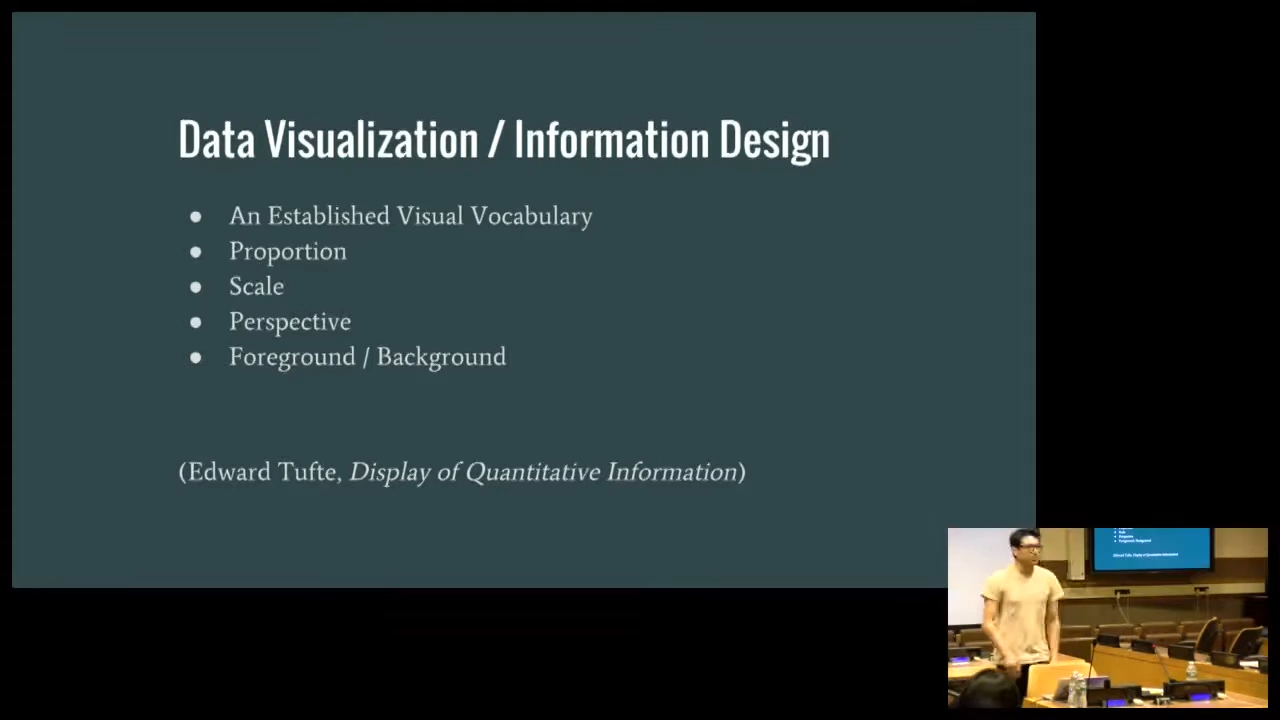 Data Visualization / Information Design
● An Established Visual Vocabulary
● Proportion
● Scale
● Perspective
● Foreground / Background
(Edward Tufte, Display of Quantitative Information)